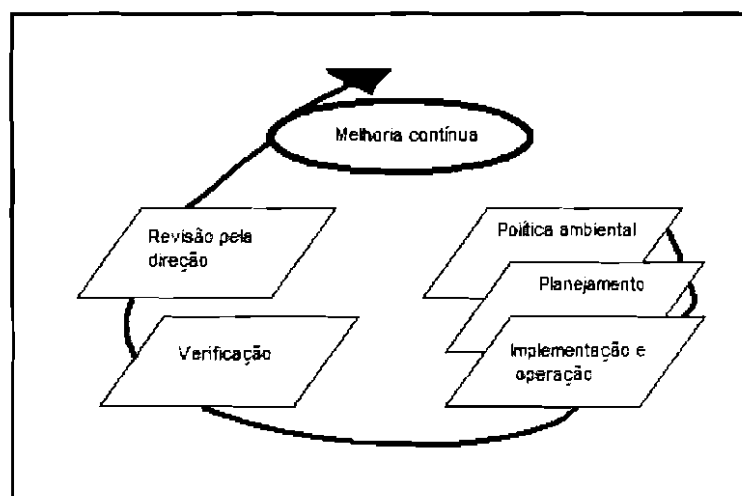 Melhoria contínua
Revisão pela
direção
Política ambiental
Planejamento
Verificação
Implementação e
operação